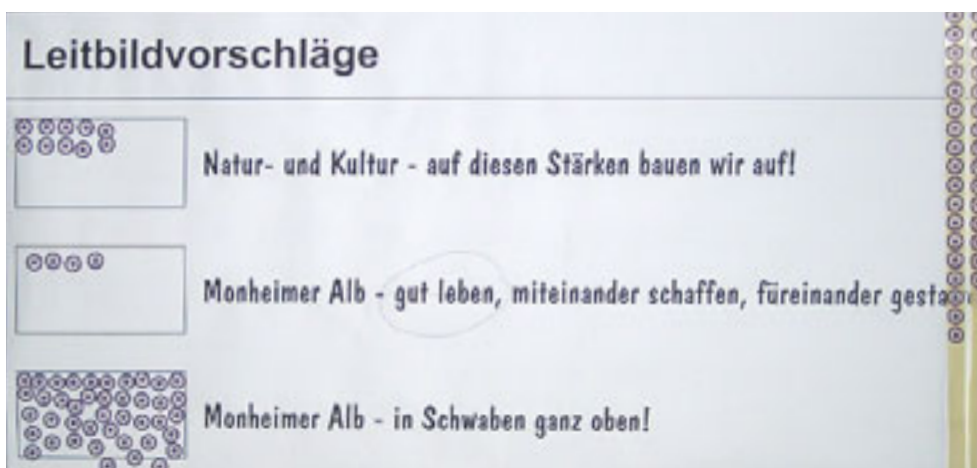 Leitbildvorschläge
Natur- und Kultur - auf diesen Stärken bauen wir auf!
Monheimer Alb - gut leben, miteinander schaffen, füreinander
Monheimer Alb - in Schwaben ganz oben!